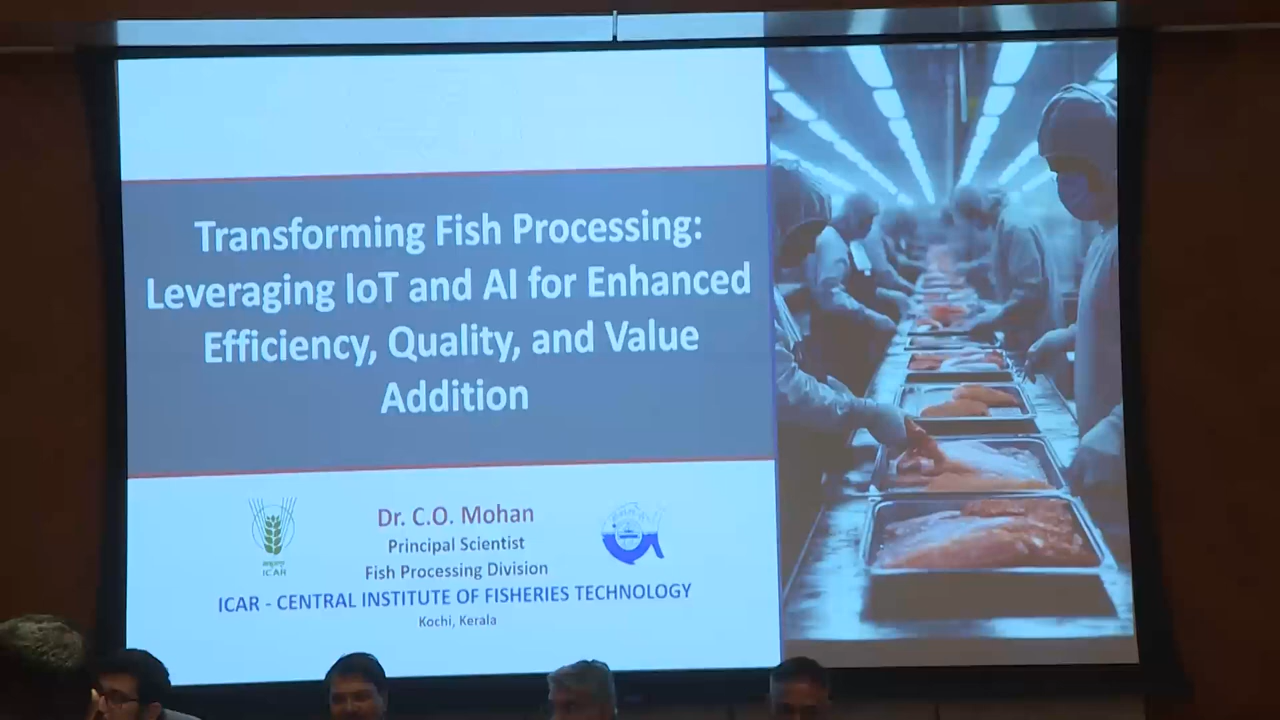 Transforming Fish Processing:
Leveraging IoT and AI for Enhanced
Efficiency, Quality, and Value
Addition
Dr. C.O. Mohan
Principal Scientist
Fish Processing Division
ICAR
ICAR - CENTRAL INSTITUTE OF FISHERIES TECHNOLOGY
Kochi, Kerala